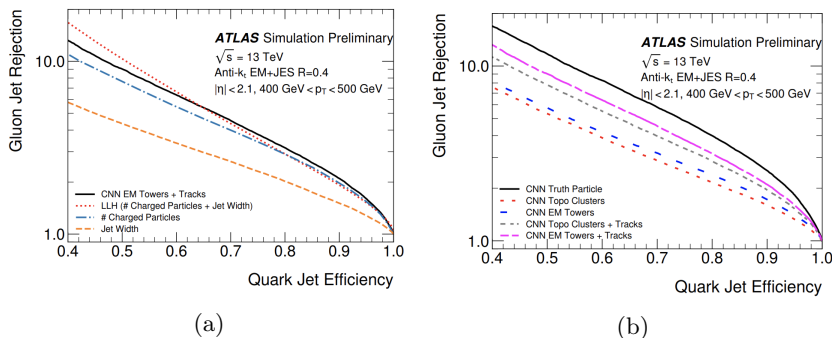 Gluon Jet Rejection
ATLAS Simulation Preliminary
√s = 13 TeV
Anti-kt EM+JES R=0.4
|η|<2.1, 400 GeV<pT<500 GeV
10.0
1.0
CNN EM Towers + Tracks
LLH (# Charged Particles + Jet Width)
# Charged Particles
Jet Width
0.4 0.5 0.6 0.7 0.8 0.9 1.0
Quark Jet Efficiency
(a)
Gluon Jet Rejection
ATLAS Simulation Preliminary
√s = 13 TeV
Anti-kt EM+JES R=0.4
|η|<2.1, 400 GeV<pT<500 GeV
10.0
1.0
CNN Truth Particle
CNN Topo Clusters
CNN EM Towers
CNN Topo Clusters + Tracks
CNN EM Towers + Tracks
0.4 0.5 0.6 0.7 0.8 0.9 1.0
Quark Jet Efficiency
(b)